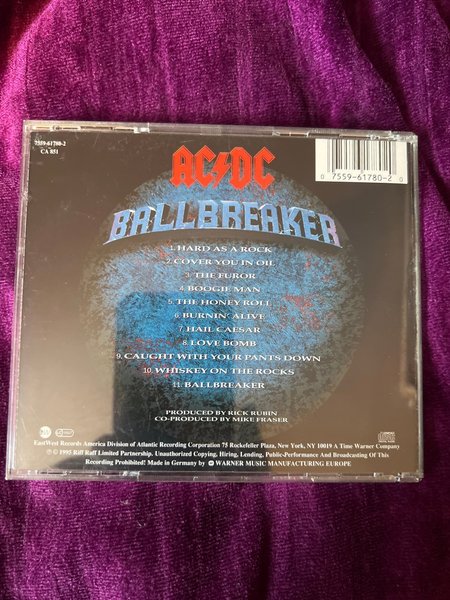 7559-61780-2
CA 851
0 7559-61780-2 0
AC DC
BALLBREAKER
1. HARD AS A ROCK
2. COVER YOU IN OIL
3. THE FUROR
4. BOOGIE MAN
5. THE HONEY ROLL
6. BURNIN' ALIVE
7. HAIL CAESAR
8. LOVE BOMB
9. CAUGHT WITH YOUR PANTS DOWN
10. WHISKEY ON THE ROCKS
11. BALLBREAKER
PRODUCED BY RICK RUBIN
CO-PRODUCED BY MIKE FRASER
EastWest Records America Division of Atlantic Recording Corporation 75 Rockefeller Plaza, New York, NY 10019 A Time Warner Company
℗ © 1995 Riff Raff Limited Partnership. Unauthorized Copying, Hiring, Lending, Public-Performance And Broadcasting Of This
Recording Prohibited! Made in Germany by WARNER MUSIC MANUFACTURING EUROPE